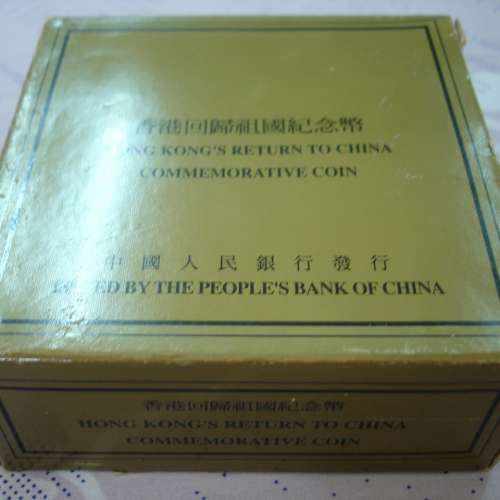 香港回歸祖國紀念幣
HONG KONG'S RETURN TO CHINA
COMMEMORATIVE COIN
中國人民銀行發行
ISSUED BY THE PEOPLE'S BANK OF CHINA
香港回歸祖國紀念幣
HONG KONG'S RETURN TO CHINA
COMMEMORATIVE COIN